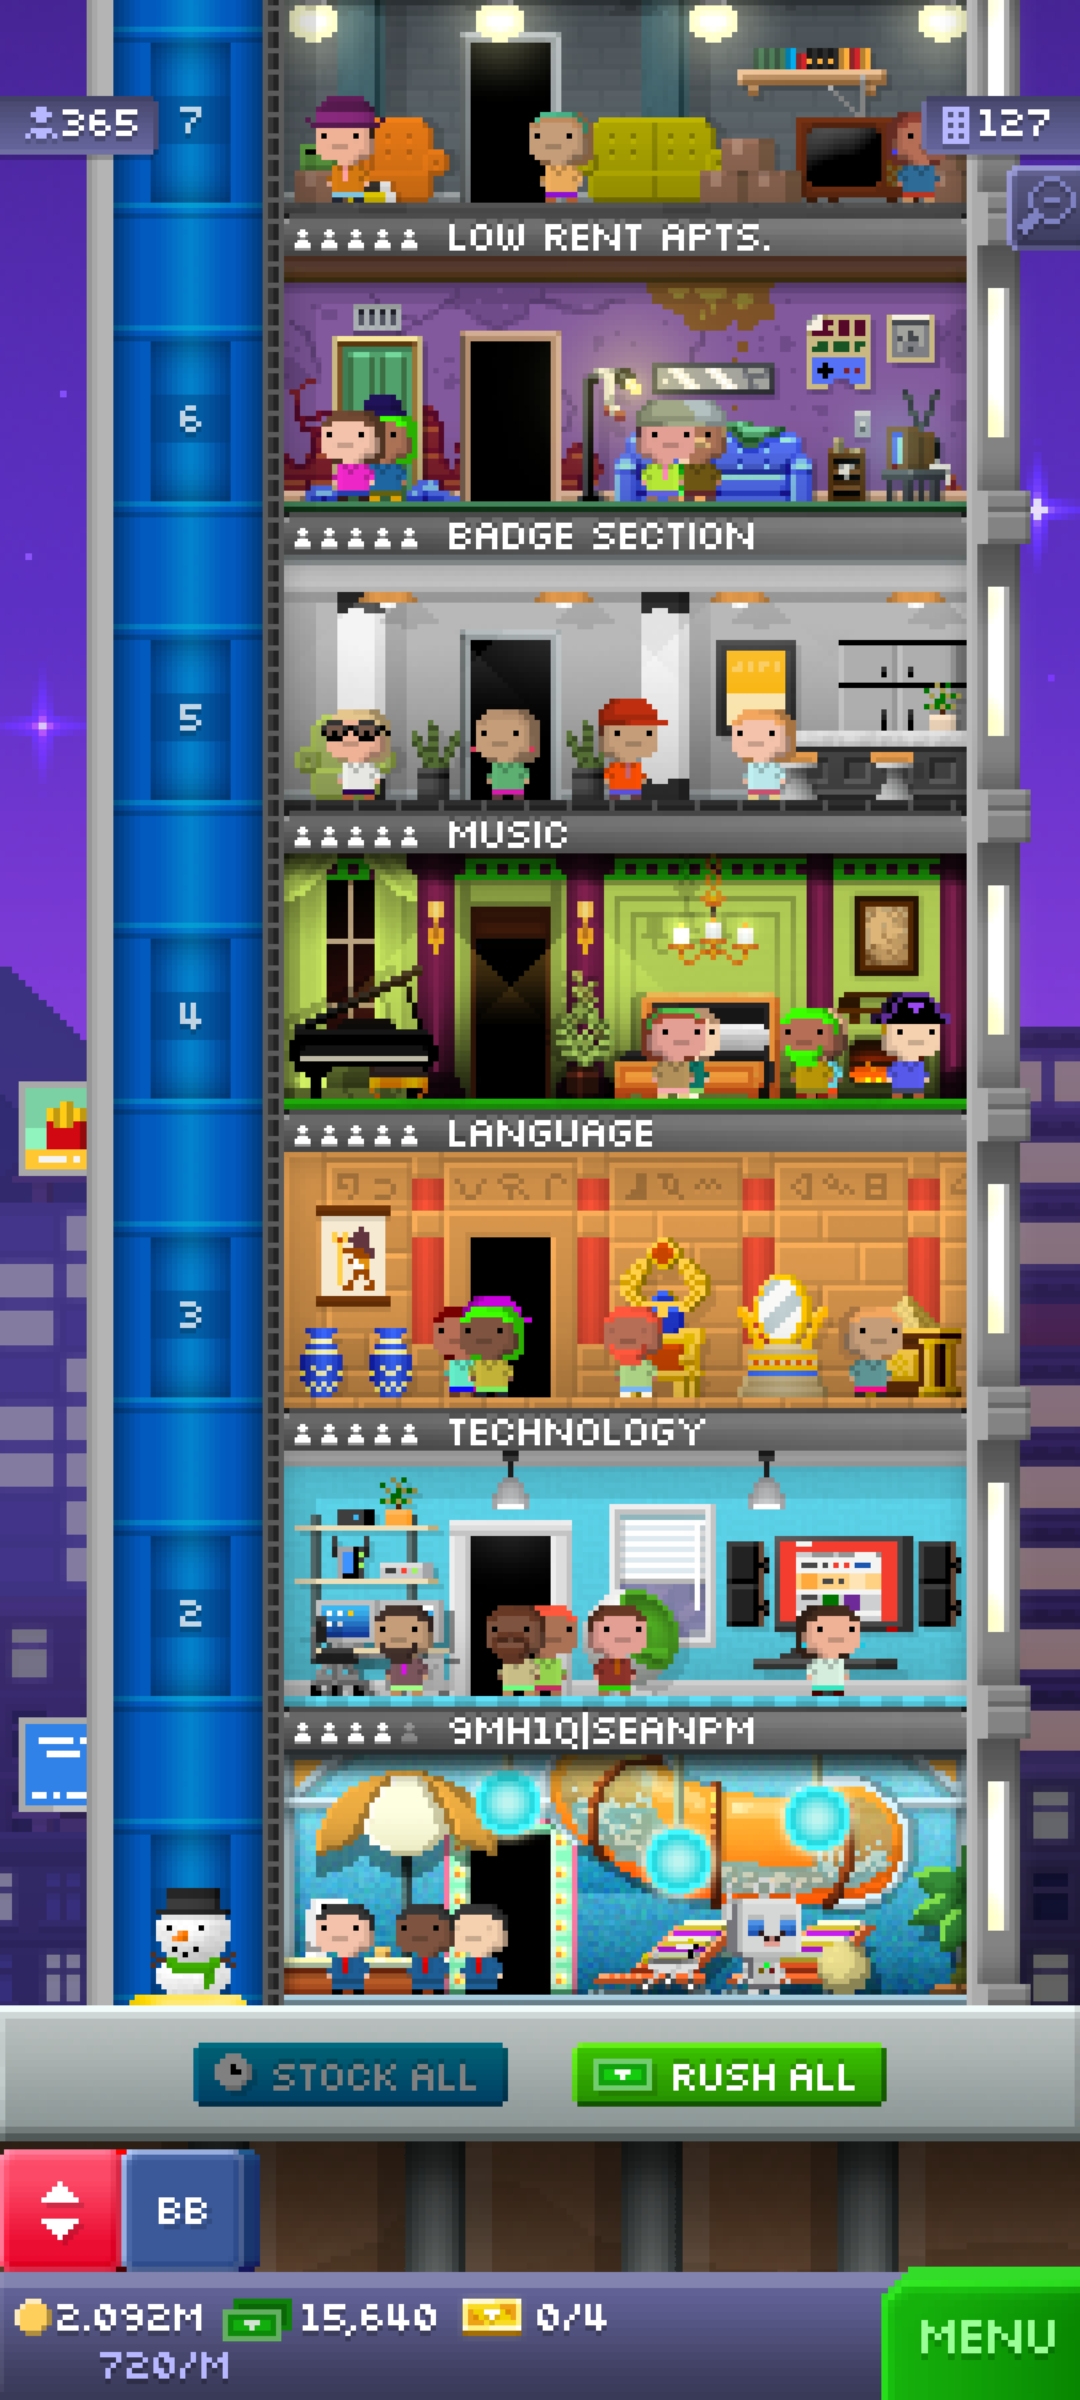 7
365
127
LOW RENT APTS.
6
BADGE SECTION
5
MUSIC
4
LANGUAGE
3
TECHNOLOGY
2
9MH1Q|SEANPM
STOCK ALL
RUSH ALL
BB
2.092M
15,640
0/4
720/M
MENU